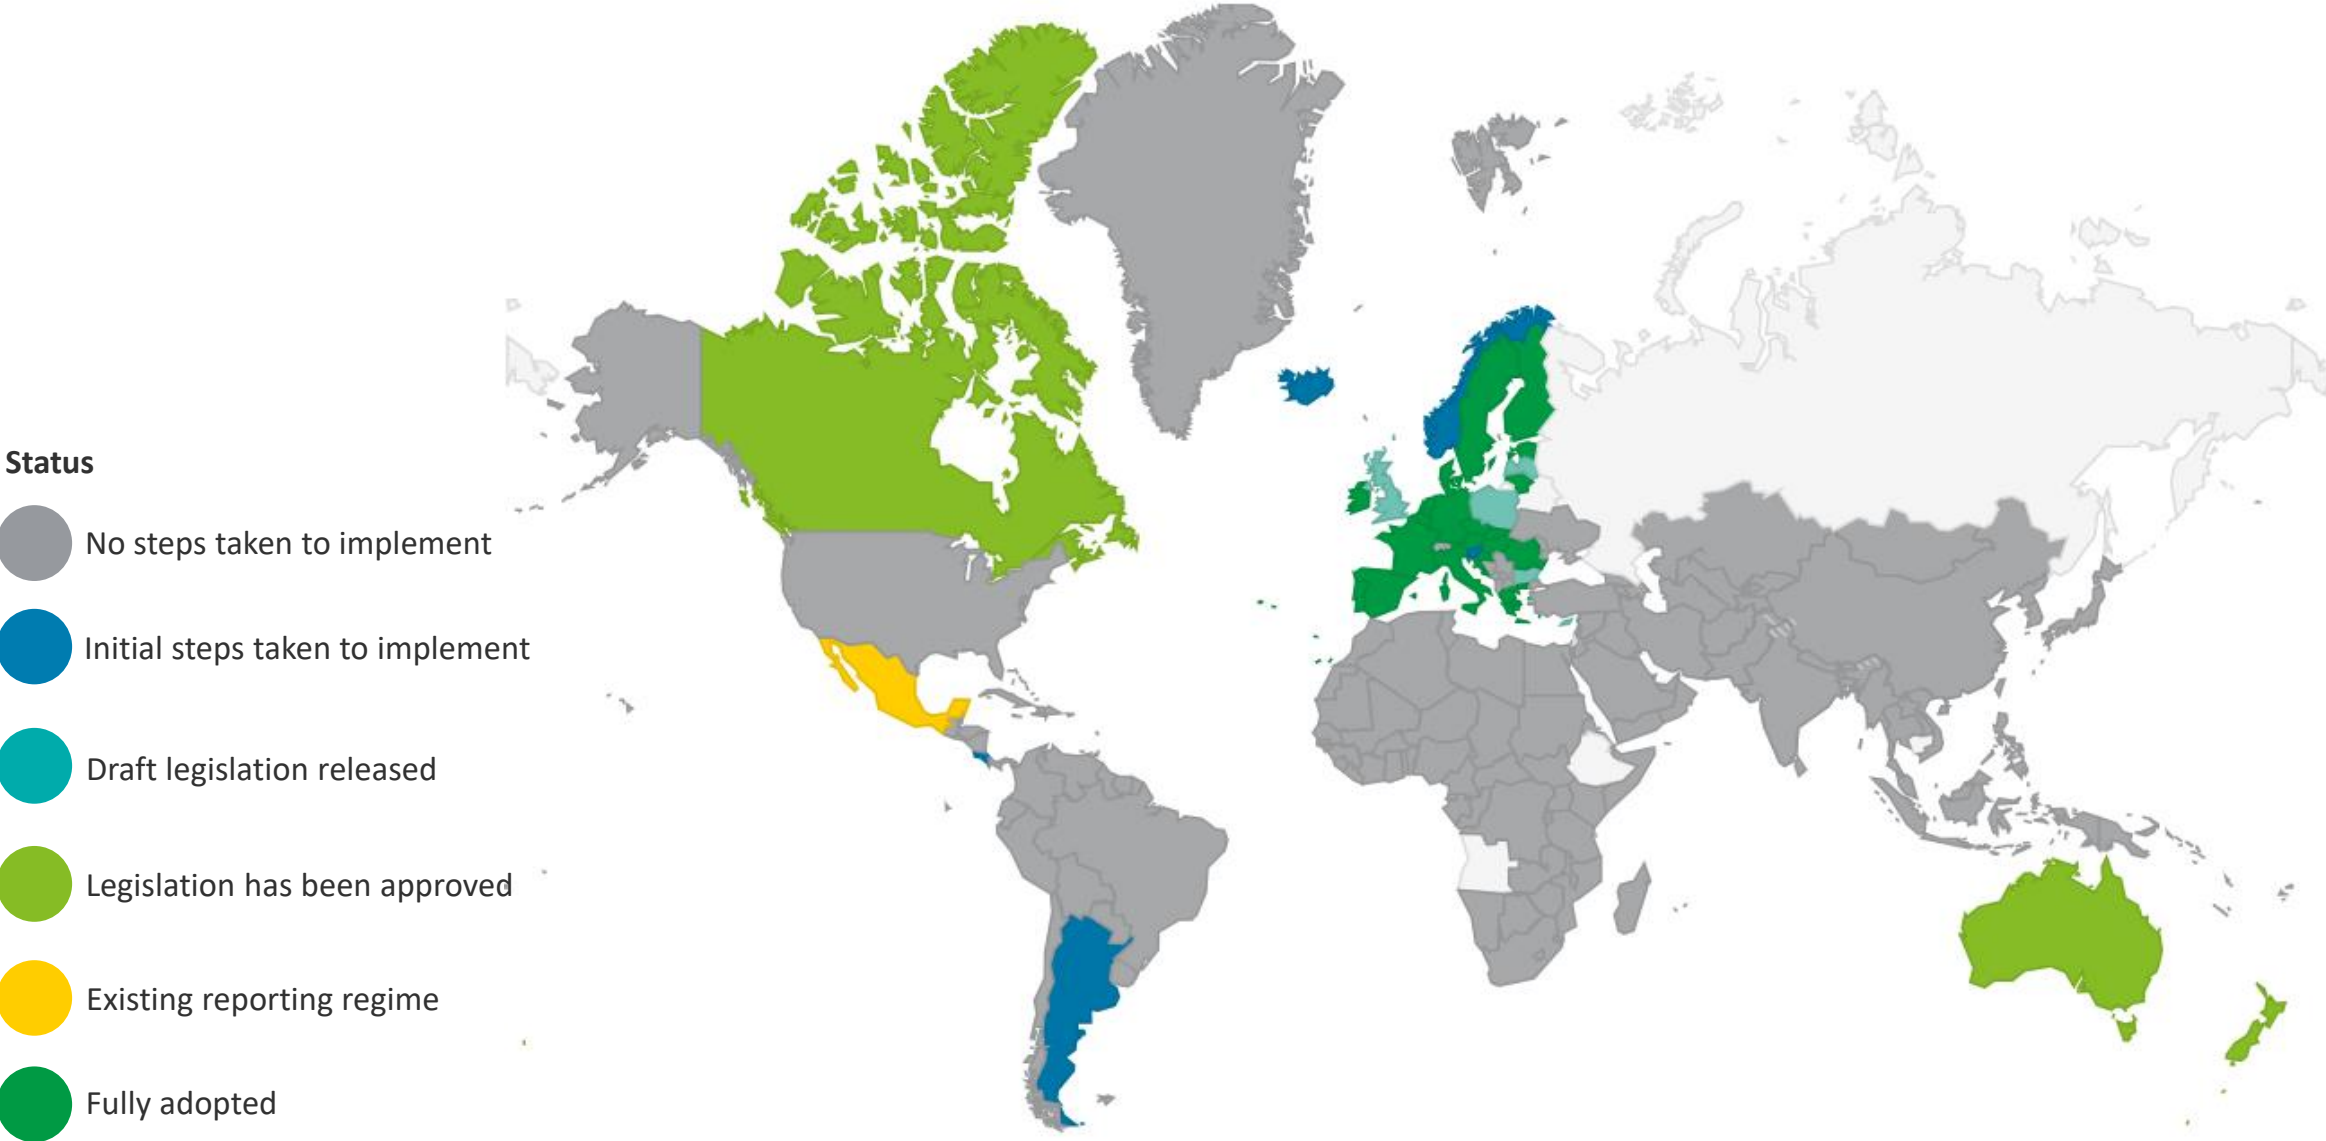 Status
No steps taken to implement
Initial steps taken to implement
Draft legislation released
Legislation has been approved
Existing reporting regime
Fully adopted